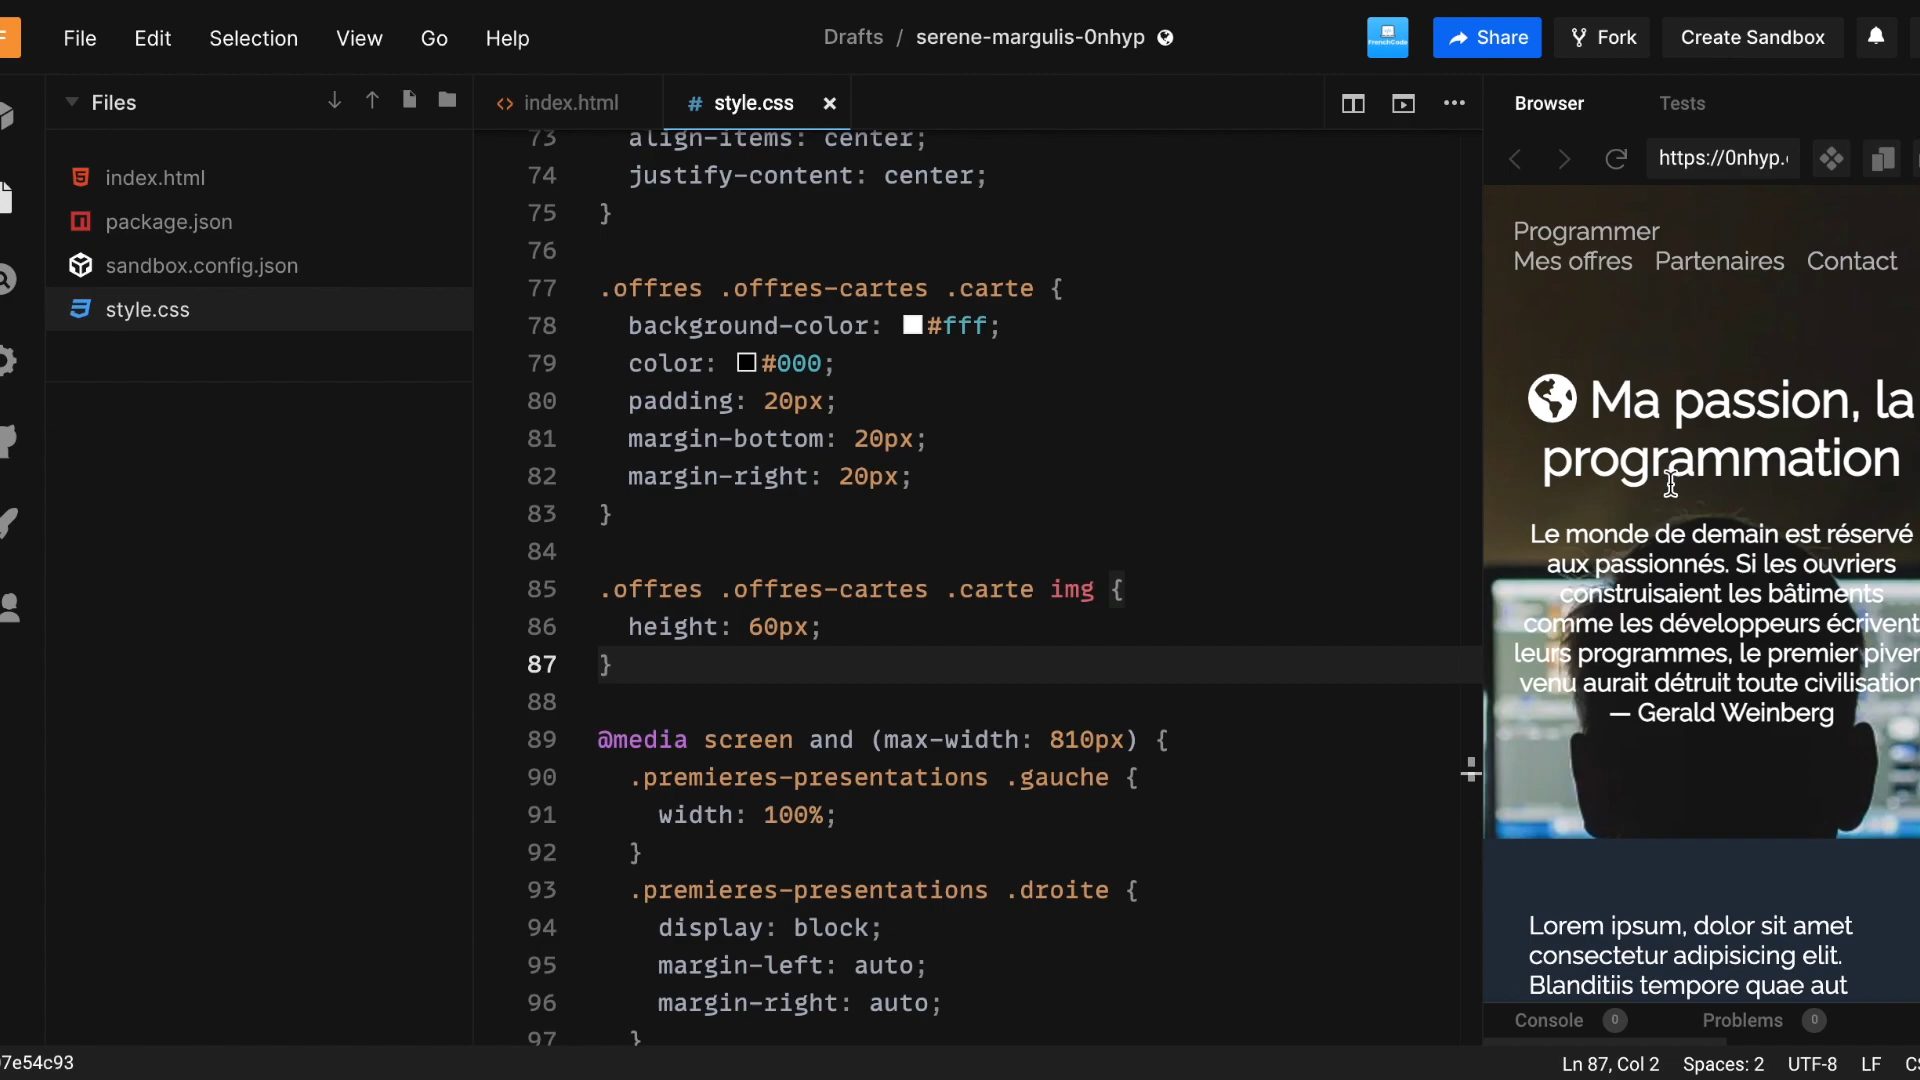 File Edit Selection View Go Help
Drafts / serene-margulis-0nhyp
FrenchCode
Share
Fork
Create Sandbox
Files
index.html
package.json
sandbox.config.json
style.css
index.html
style.css
73 align-items: center;
74 justify-content: center;
75 }
76
77 .offres .offres-cartes .carte {
78 background-color: #fff;
79 color: #000;
80 padding: 20px;
81 margin-bottom: 20px;
82 margin-right: 20px;
83 }
84
85 .offres .offres-cartes .carte img {
86 height: 60px;
87 }
88
89 @media screen and (max-width: 810px) {
90 .premieres-presentations .gauche {
91 width: 100%;
92 }
93 .premieres-presentations .droite {
94 display: block;
95 margin-left: auto;
96 margin-right: auto;
97 }
Browser Tests
https://0nhyp.
Programmer
Mes offres Partenaires Contact
Ma passion, la
programmation
Le monde de demain est réservé
aux passionnés. Si les ouvriers
construisaient les bâtiments
comme les développeurs écrivent
leurs programmes, le premier piver
venu aurait détruit toute civilisation
— Gerald Weinberg
Lorem ipsum, dolor sit amet
consectetur adipisicing elit.
Blanditiis tempore quae aut
Console 0 Problems 0
7e54c93
Ln 87, Col 2 Spaces: 2 UTF-8 LF CS